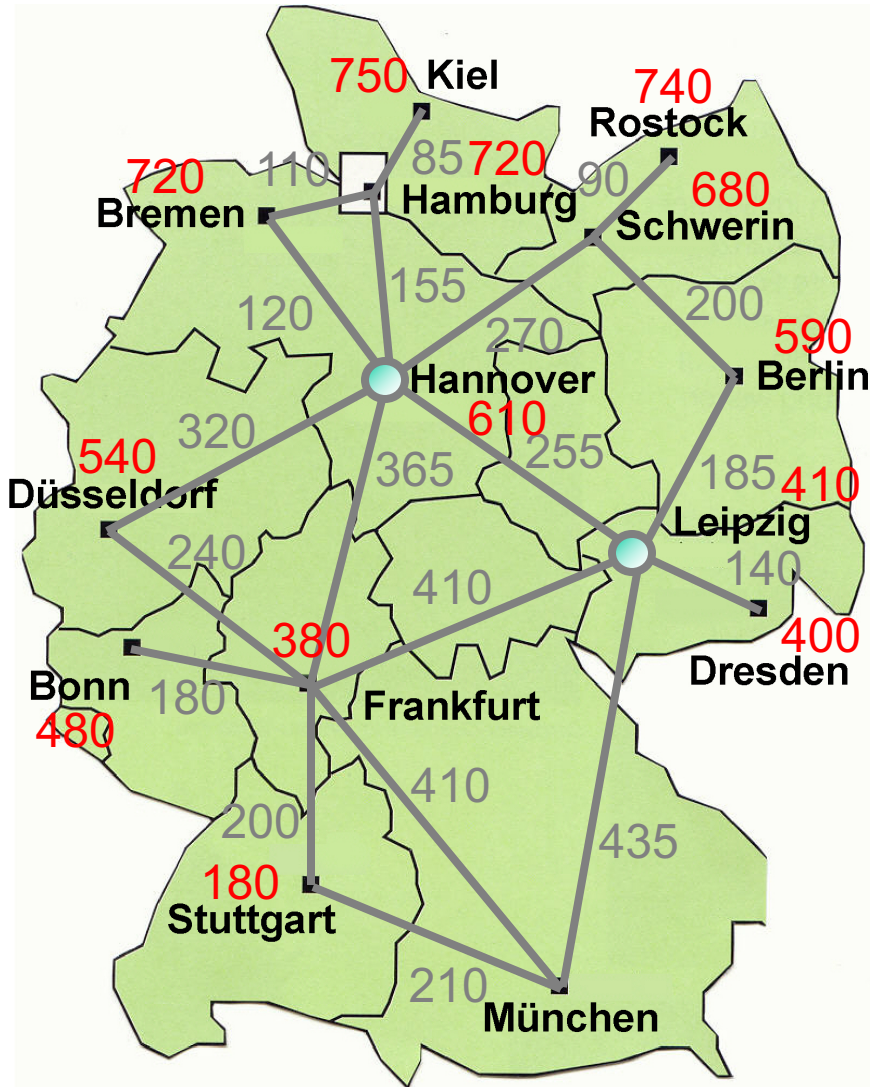 750 Kiel
740
Rostock
110
85
720
90
720
Bremen
Hamburg
680
Schwerin
155
200
120
270
590
Hannover
Berlin
610
320
255
540
365
185
410
Düsseldorf
Leipzig
240
410
140
380
400
Bonn
180
Dresden
480
Frankfurt
410
200
435
180
Stuttgart
210
München